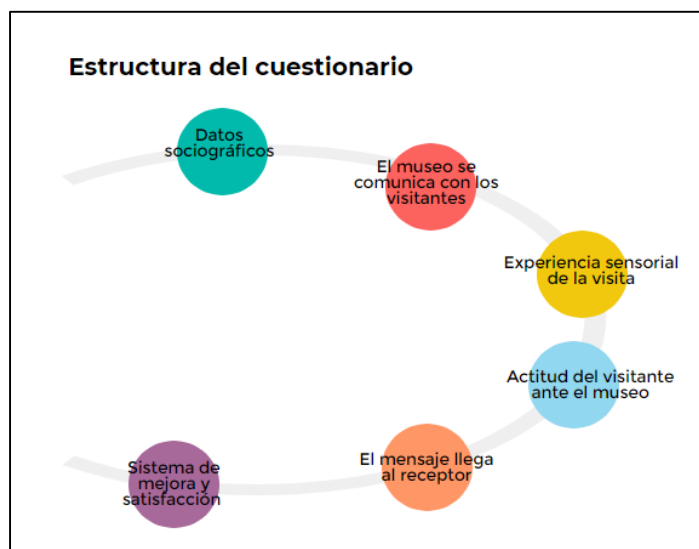 Estructura del cuestionario
Datos
sociográficos
El museo se
comunica con los
visitantes
Experiencia sensorial
de la visita
Actitud del visitante
ante el museo
El mensaje llega
al receptor
Sistema de
mejora y
satisfacción